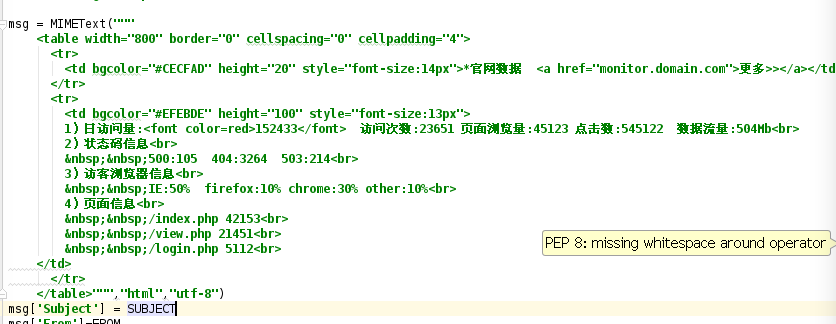 msg = MIMEText("""
    <table width="800" border="0" cellspacing="0" cellpadding="4">
      <tr>
        <td bgcolor="#CECFAD" height="20" style="font-size:14px">*官网数据  <a href="monitor.domain.com">更多>></a></td
      </tr>
      <tr>
        <td bgcolor="#EFEBDE" height="100" style="font-size:13px">
        1）日访问量:<font color=red>152433</font>  访问次数:23651 页面浏览量:45123 点击数:545122  数据流量:504Mb<br>
        2）状态码信息<br>
        &nbsp;&nbsp;500:105  404:3264  503:214<br>
        3）访客浏览器信息<br>
        &nbsp;&nbsp;IE:50%  firefox:10% chrome:30% other:10%<br>
        4）页面信息<br>
        &nbsp;&nbsp;/index.php 42153<br>
        &nbsp;&nbsp;/view.php 21451<br>
PEP 8: missing whitespace around operator
        &nbsp;&nbsp;/login.php 5112<br>
    </td>
      </tr>
    </table>""","html","utf-8")
msg['Subject'] = SUBJECT
msg['From']=FROM